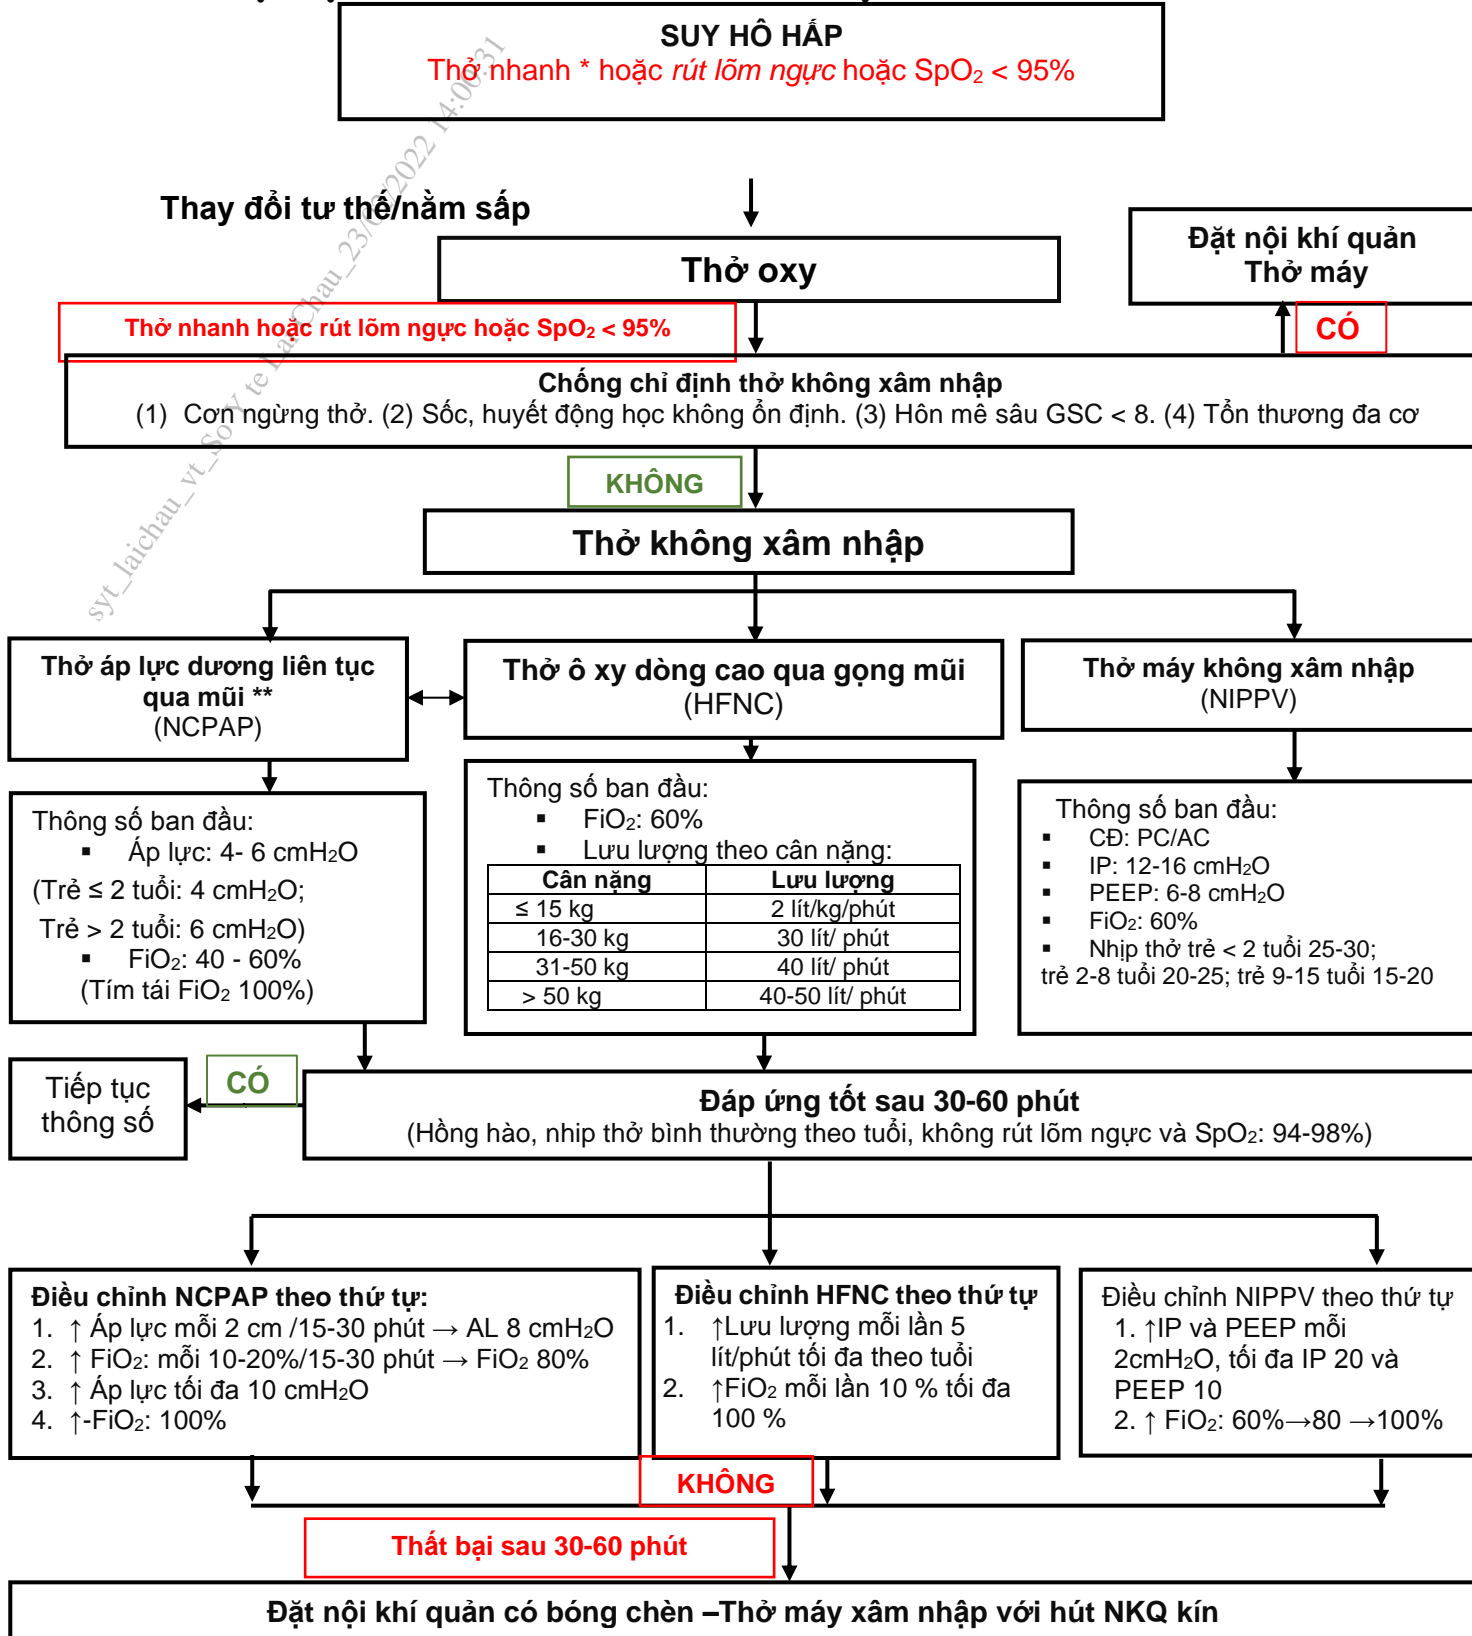 SUY HÔ HẤP
Thở nhanh * hoặc rút lõm ngực hoặc SpO₂ < 95%
Thay đổi tư thế/nằm sấp
Thở oxy
Đặt nội khí quản
Thở máy
Thở nhanh hoặc rút lõm ngực hoặc SpO₂ < 95%
CÓ
Chống chỉ định thở không xâm nhập
(1) Cơn ngừng thở. (2) Sốc, huyết động học không ổn định. (3) Hôn mê sâu GSC < 8. (4) Tổn thương đa cơ
KHÔNG
Thở không xâm nhập
Thở áp lực dương liên tục
qua mũi **
(NCPAP)
Thở ô xy dòng cao qua gọng mũi
(HFNC)
Thở máy không xâm nhập
(NIPPV)
Thông số ban đầu:
▪ Áp lực: 4- 6 cmH₂O
(Trẻ ≤ 2 tuổi: 4 cmH₂O;
Trẻ > 2 tuổi: 6 cmH₂O)
▪ FiO₂: 40 - 60%
(Tím tái FiO₂ 100%)
Thông số ban đầu:
▪ FiO₂: 60%
▪ Lưu lượng theo cân nặng:
Cân nặng Lưu lượng
≤ 15 kg 2 lít/kg/phút
16-30 kg 30 lít/ phút
31-50 kg 40 lít/ phút
> 50 kg 40-50 lít/ phút
Thông số ban đầu:
▪ CĐ: PC/AC
▪ IP: 12-16 cmH₂O
▪ PEEP: 6-8 cmH₂O
▪ FiO₂: 60%
▪ Nhịp thở trẻ < 2 tuổi 25-30;
trẻ 2-8 tuổi 20-25; trẻ 9-15 tuổi 15-20
Tiếp tục
thông số
CÓ
Đáp ứng tốt sau 30-60 phút
(Hồng hào, nhip thở bình thường theo tuổi, không rút lõm ngực và SpO₂: 94-98%)
Điều chỉnh NCPAP theo thứ tự:
1. ↑ Áp lực mỗi 2 cm /15-30 phút → AL 8 cmH₂O
2. ↑ FiO₂: mỗi 10-20%/15-30 phút → FiO₂ 80%
3. ↑ Áp lực tối đa 10 cmH₂O
4. ↑-FiO₂: 100%
Điều chỉnh HFNC theo thứ tự
1. ↑Lưu lượng mỗi lần 5
lít/phút tối đa theo tuổi
2. ↑FiO₂ mỗi lần 10 % tối đa
100 %
Điều chỉnh NIPPV theo thứ tự
1. ↑IP và PEEP mỗi
2cmH₂O, tối đa IP 20 và
PEEP 10
2. ↑ FiO₂: 60%→80 →100%
KHÔNG
Thất bại sau 30-60 phút
Đặt nội khí quản có bóng chèn –Thở máy xâm nhập với hút NKQ kín